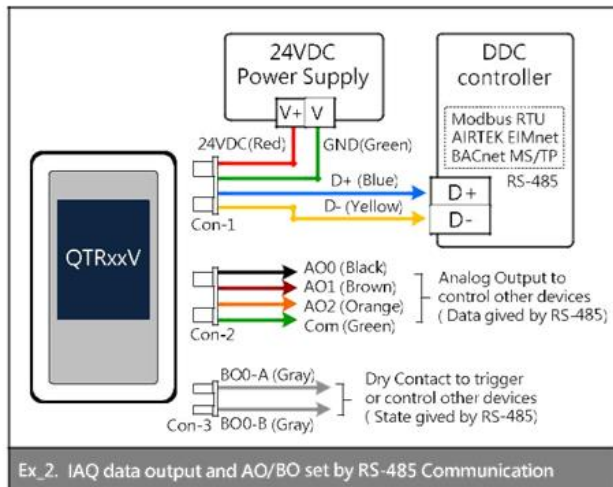 24VDC
Power Supply
V+ V
DDC
controller
Modbus RTU
AIRTEK EIMnet
BACnet MS/TP
RS-485
24VDC(Red)
GND(Green)
D+ (Blue)
D- (Yellow)
D+
D-
Con-1
QTRxxV
AO0 (Black)
AO1 (Brown)
AO2 (Orange)
Com (Green)
Con-2
Analog Output to
control other devices
( Data gived by RS-485)
BO0-A (Gray)
BO0-B (Gray)
Con-3
Dry Contact to trigger
or control other devices
( State gived by RS-485)
Ex_2. IAQ data output and AO/BO set by RS-485 Communication